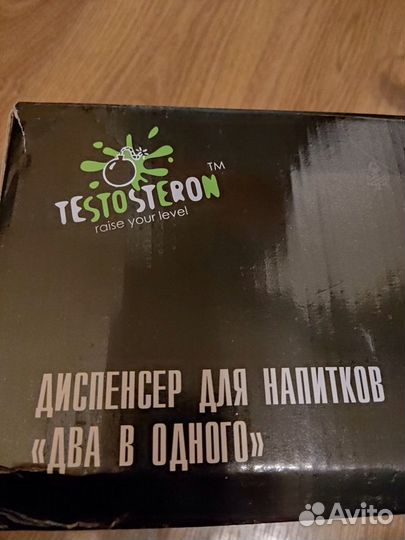 TESTOSTERON™
raise your level
ДИСПЕНСЕР ДЛЯ НАПИТКОВ
«ДВА В ОДНОГО»
Avito